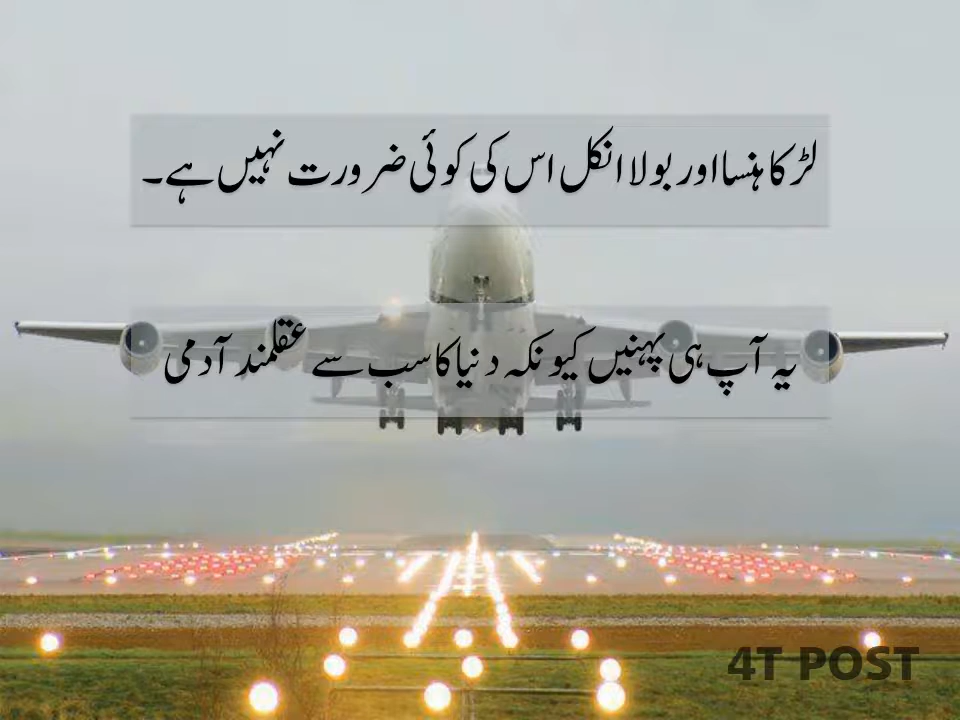 لڑکا ہنسا اور بولا انکل اس کی کوئی ضرورت نہیں ہے۔
یہ آپ ہی پہنیں کیونکہ دنیا کا سب سے عقلمند آدمی
4T POST